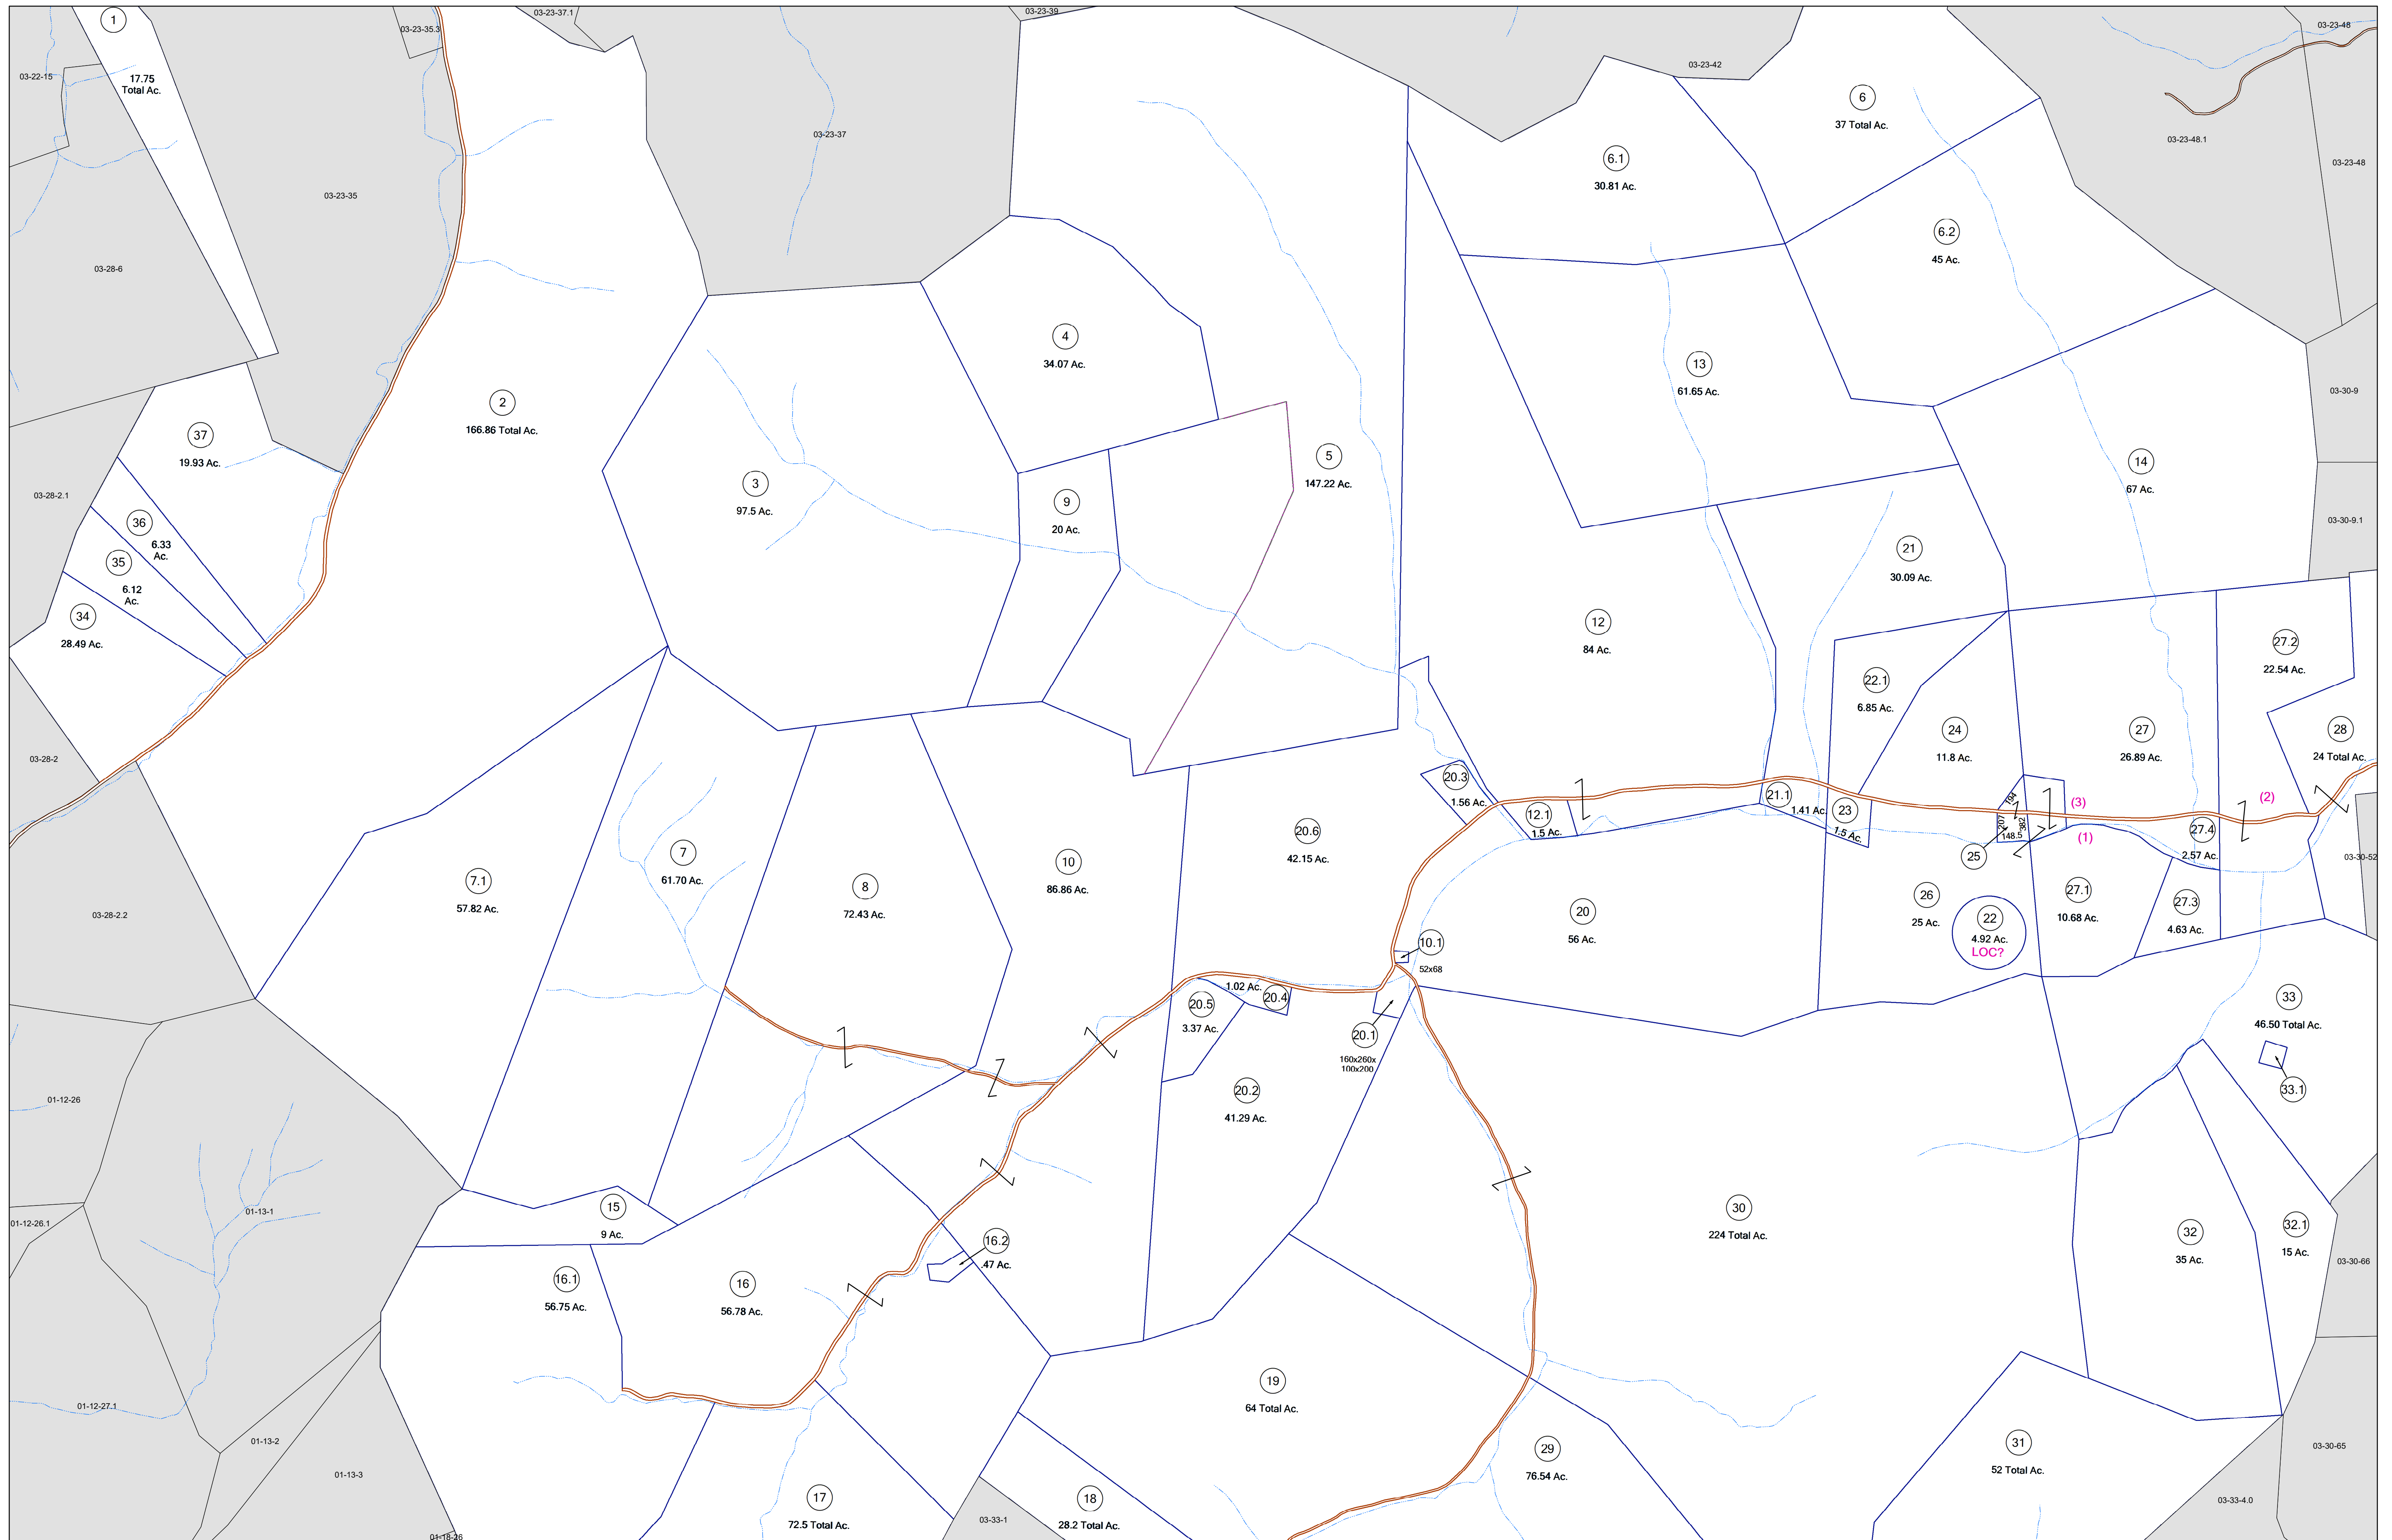 1
17.75
Total Ac.
03-22-15
03-23-35.3
03-23-37.1
03-23-39
03-23-42
03-23-48
03-23-37
03-23-35
03-28-6
6
37 Total Ac.
03-23-48.1
03-23-48
6.1
30.81 Ac.
6.2
45 Ac.
4
34.07 Ac.
13
61.65 Ac.
03-30-9
2
166.86 Total Ac.
37
19.93 Ac.
3
97.5 Ac.
5
147.22 Ac.
14
67 Ac.
03-28-2.1
9
20 Ac.
03-30-9.1
36
6.33
Ac.
35
6.12
Ac.
34
28.49 Ac.
21
30.09 Ac.
12
84 Ac.
27.2
22.54 Ac.
22.1
6.85 Ac.
24
11.8 Ac.
27
26.89 Ac.
28
24 Total Ac.
03-28-2
20.3
1.56 Ac.
12.1
1.5 Ac.
21.1
1.41 Ac.
23
1.5 Ac.
194
207
382
148.5
25
(3)
(2)
(1)
27.4
2.57 Ac.
20.6
42.15 Ac.
03-30-52
7
61.70 Ac.
10
86.86 Ac.
7.1
57.82 Ac.
8
72.43 Ac.
20
56 Ac.
26
25 Ac.
22
4.92 Ac.
LOC?
27.1
10.68 Ac.
27.3
4.63 Ac.
03-28-2.2
10.1
52x68
20.5
3.37 Ac.
1.02 Ac.
20.4
20.1
160x260x
100x200
33
46.50 Total Ac.
33.1
01-12-26
20.2
41.29 Ac.
01-12-26.1
01-13-1
15
9 Ac.
16.2
.47 Ac.
30
224 Total Ac.
32
35 Ac.
32.1
15 Ac.
03-30-66
16.1
56.75 Ac.
16
56.78 Ac.
19
64 Total Ac.
01-12-27.1
01-13-2
01-13-3
29
76.54 Ac.
31
52 Total Ac.
03-30-65
17
72.5 Total Ac.
03-33-1
18
28.2 Total Ac.
03-33-4.0
01-18-26